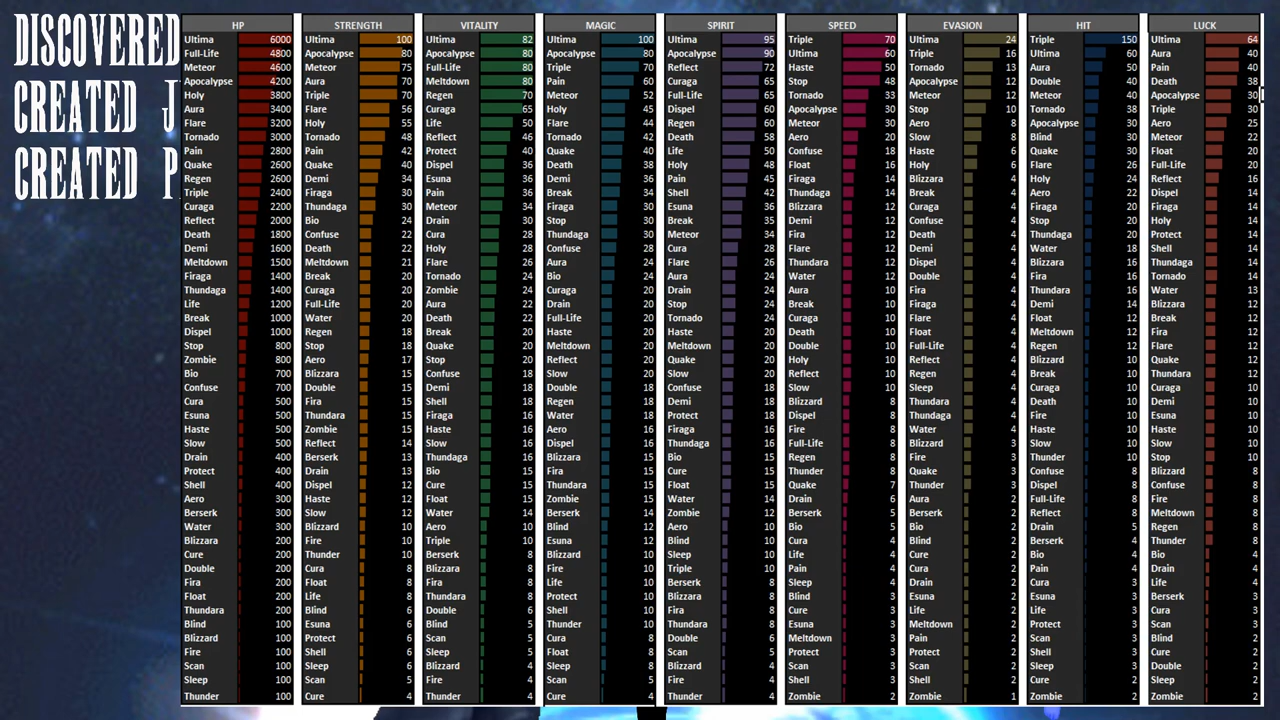 DISCOVERED
CREATED J
CREATED P
HP STRENGTH VITALITY MAGIC SPIRIT SPEED EVASION HIT LUCK
Ultima 6000 Ultima 100 Ultima 82 Ultima 100 Ultima 95 Triple 70 Ultima 24 Triple 150 Ultima 64
Full-Life 4800 Apocalypse 80 Apocalypse 80 Apocalypse 80 Apocalypse 90 Ultima 60 Triple 16 Ultima 60 Aura 40
Meteor 4600 Meteor 75 Full-Life 80 Triple 70 Reflect 72 Haste 50 Tornado 13 Aura 50 Pain 40
Apocalypse 4200 Aura 70 Meltdown 80 Pain 60 Curaga 65 Stop 48 Apocalypse 12 Double 40 Death 38
Holy 3800 Triple 70 Regen 70 Meteor 52 Full-Life 65 Tornado 33 Meteor 12 Meteor 40 Apocalypse 30
Aura 3400 Flare 56 Curaga 65 Holy 45 Dispel 60 Apocalypse 30 Stop 10 Tornado 38 Triple 30
Flare 3200 Holy 55 Life 50 Flare 44 Regen 60 Meteor 30 Aero 8 Apocalypse 30 Aero 25
Tornado 3000 Tornado 48 Reflect 46 Tornado 42 Death 58 Aero 20 Slow 8 Blind 30 Meteor 22
Pain 2800 Pain 42 Protect 40 Quake 40 Life 50 Confuse 18 Haste 6 Quake 30 Float 20
Quake 2600 Quake 40 Dispel 36 Death 38 Holy 48 Float 16 Holy 6 Flare 26 Full-Life 20
Regen 2600 Demi 34 Esuna 36 Demi 36 Pain 45 Firaga 14 Blizzara 4 Holy 24 Reflect 16
Triple 2400 Firaga 30 Pain 36 Break 34 Shell 42 Thundaga 14 Break 4 Aero 22 Dispel 14
Curaga 2200 Thundaga 30 Meteor 34 Firaga 30 Esuna 36 Blizzara 12 Curaga 4 Firaga 20 Firaga 14
Reflect 2000 Bio 24 Drain 30 Stop 30 Break 35 Demi 12 Confuse 4 Stop 20 Holy 14
Death 1800 Confuse 22 Cura 28 Thundaga 30 Meteor 34 Fira 12 Death 4 Thundaga 20 Protect 14
Demi 1600 Death 22 Holy 28 Confuse 28 Cura 28 Flare 12 Demi 4 Water 18 Shell 14
Meltdown 1500 Meltdown 21 Flare 26 Aura 24 Flare 26 Thundara 12 Dispel 4 Blizzara 16 Thundaga 14
Firaga 1400 Break 20 Tornado 24 Bio 24 Aura 24 Water 12 Double 4 Fira 16 Tornado 14
Thundaga 1400 Curaga 20 Zombie 24 Curaga 20 Drain 24 Aura 10 Fira 4 Thundara 16 Water 13
Life 1200 Full-Life 20 Aura 22 Drain 20 Stop 24 Break 10 Firaga 4 Demi 14 Blizzara 12
Break 1000 Water 20 Death 22 Full-Life 20 Tornado 24 Curaga 10 Flare 4 Float 12 Break 12
Dispel 1000 Regen 18 Break 20 Haste 20 Haste 20 Death 10 Float 4 Meltdown 12 Fira 12
Stop 800 Stop 18 Quake 20 Meltdown 20 Meltdown 20 Double 10 Full-Life 4 Regen 12 Flare 12
Zombie 800 Aero 17 Stop 20 Reflect 20 Quake 20 Holy 10 Reflect 4 Blizzard 10 Quake 12
Bio 700 Blizzara 15 Confuse 18 Slow 20 Slow 20 Reflect 10 Regen 4 Break 10 Thundara 12
Confuse 700 Double 15 Demi 18 Double 18 Confuse 18 Slow 10 Sleep 4 Curaga 10 Curaga 10
Cura 500 Fira 15 Shell 18 Regen 18 Demi 18 Blizzard 8 Thundara 4 Death 10 Demi 10
Esuna 500 Thundara 15 Firaga 16 Water 18 Protect 18 Dispel 8 Thundaga 4 Fire 10 Esuna 10
Haste 500 Zombie 15 Haste 16 Aero 16 Firaga 16 Fire 8 Water 4 Haste 10 Haste 10
Slow 500 Reflect 14 Slow 16 Dispel 16 Thundaga 16 Full-Life 8 Blizzard 3 Slow 10 Slow 10
Drain 400 Berserk 13 Thundaga 16 Blizzara 15 Bio 15 Regen 8 Fire 3 Thunder 10 Stop 10
Protect 400 Drain 13 Bio 15 Fira 15 Cure 15 Thunder 8 Quake 3 Confuse 8 Blizzard 8
Shell 400 Dispel 12 Cure 15 Thundara 15 Float 15 Quake 7 Thunder 3 Dispel 8 Confuse 8
Aero 300 Haste 12 Float 15 Zombie 15 Water 14 Drain 6 Aura 2 Full-Life 8 Fire 8
Berserk 300 Slow 12 Water 14 Berserk 14 Zombie 12 Berserk 5 Berserk 2 Reflect 8 Meltdown 8
Water 300 Blizzard 10 Aero 10 Blind 12 Aero 10 Bio 5 Bio 2 Drain 5 Regen 8
Blizzara 200 Fire 10 Triple 10 Esuna 12 Blind 10 Cura 4 Blind 2 Berserk 4 Thunder 8
Cure 200 Thunder 10 Berserk 8 Blizzard 10 Sleep 10 Life 4 Cure 2 Bio 4 Bio 4
Double 200 Cura 8 Blizzara 8 Fire 10 Triple 10 Pain 4 Cura 2 Pain 4 Drain 4
Fira 200 Float 8 Fira 8 Life 10 Berserk 8 Sleep 4 Drain 2 Cura 3 Life 4
Float 200 Life 8 Thundara 8 Protect 10 Blizzara 8 Blind 3 Esuna 2 Esuna 3 Berserk 3
Thundara 200 Blind 6 Double 6 Shell 10 Fira 8 Cure 3 Life 2 Life 3 Cura 3
Blind 100 Esuna 6 Blind 5 Thunder 10 Thundara 8 Esuna 3 Meltdown 2 Protect 3 Scan 3
Blizzard 100 Protect 6 Scan 5 Cura 8 Double 6 Meltdown 3 Pain 2 Scan 3 Blind 2
Fire 100 Shell 6 Sleep 5 Float 8 Scan 5 Protect 3 Protect 2 Shell 3 Cure 2
Scan 100 Sleep 6 Blizzard 4 Sleep 8 Blizzard 4 Scan 3 Scan 2 Sleep 3 Double 2
Sleep 100 Scan 5 Fire 4 Scan 5 Fire 4 Shell 3 Shell 2 Cure 2 Sleep 2
Thunder 100 Cure 4 Thunder 4 Cure 4 Thunder 4 Zombie 2 Zombie 1 Zombie 2 Zombie 2